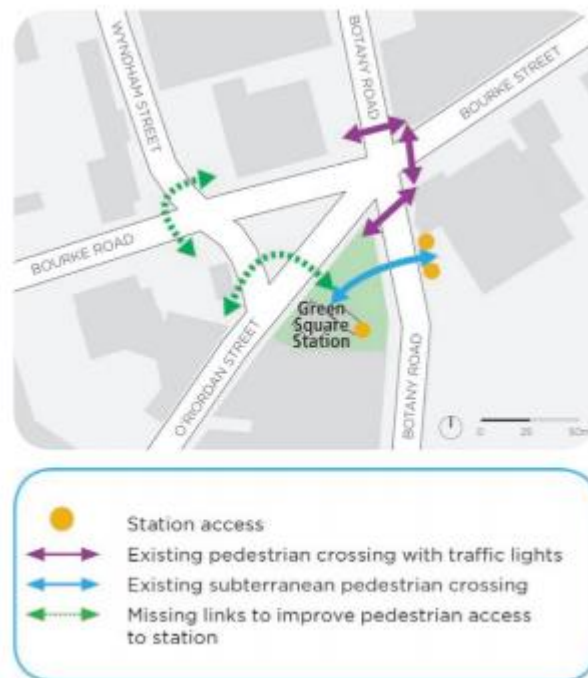 WYNDHAM STREET
BOTANY ROAD
BOURKE STREET
BOURKE ROAD
Green
Square
Station
O'RIORDAN STREET
BOTANY ROAD
0 25 50m
Station access
Existing pedestrian crossing with traffic lights
Existing subterranean pedestrian crossing
Missing links to improve pedestrian access
to station